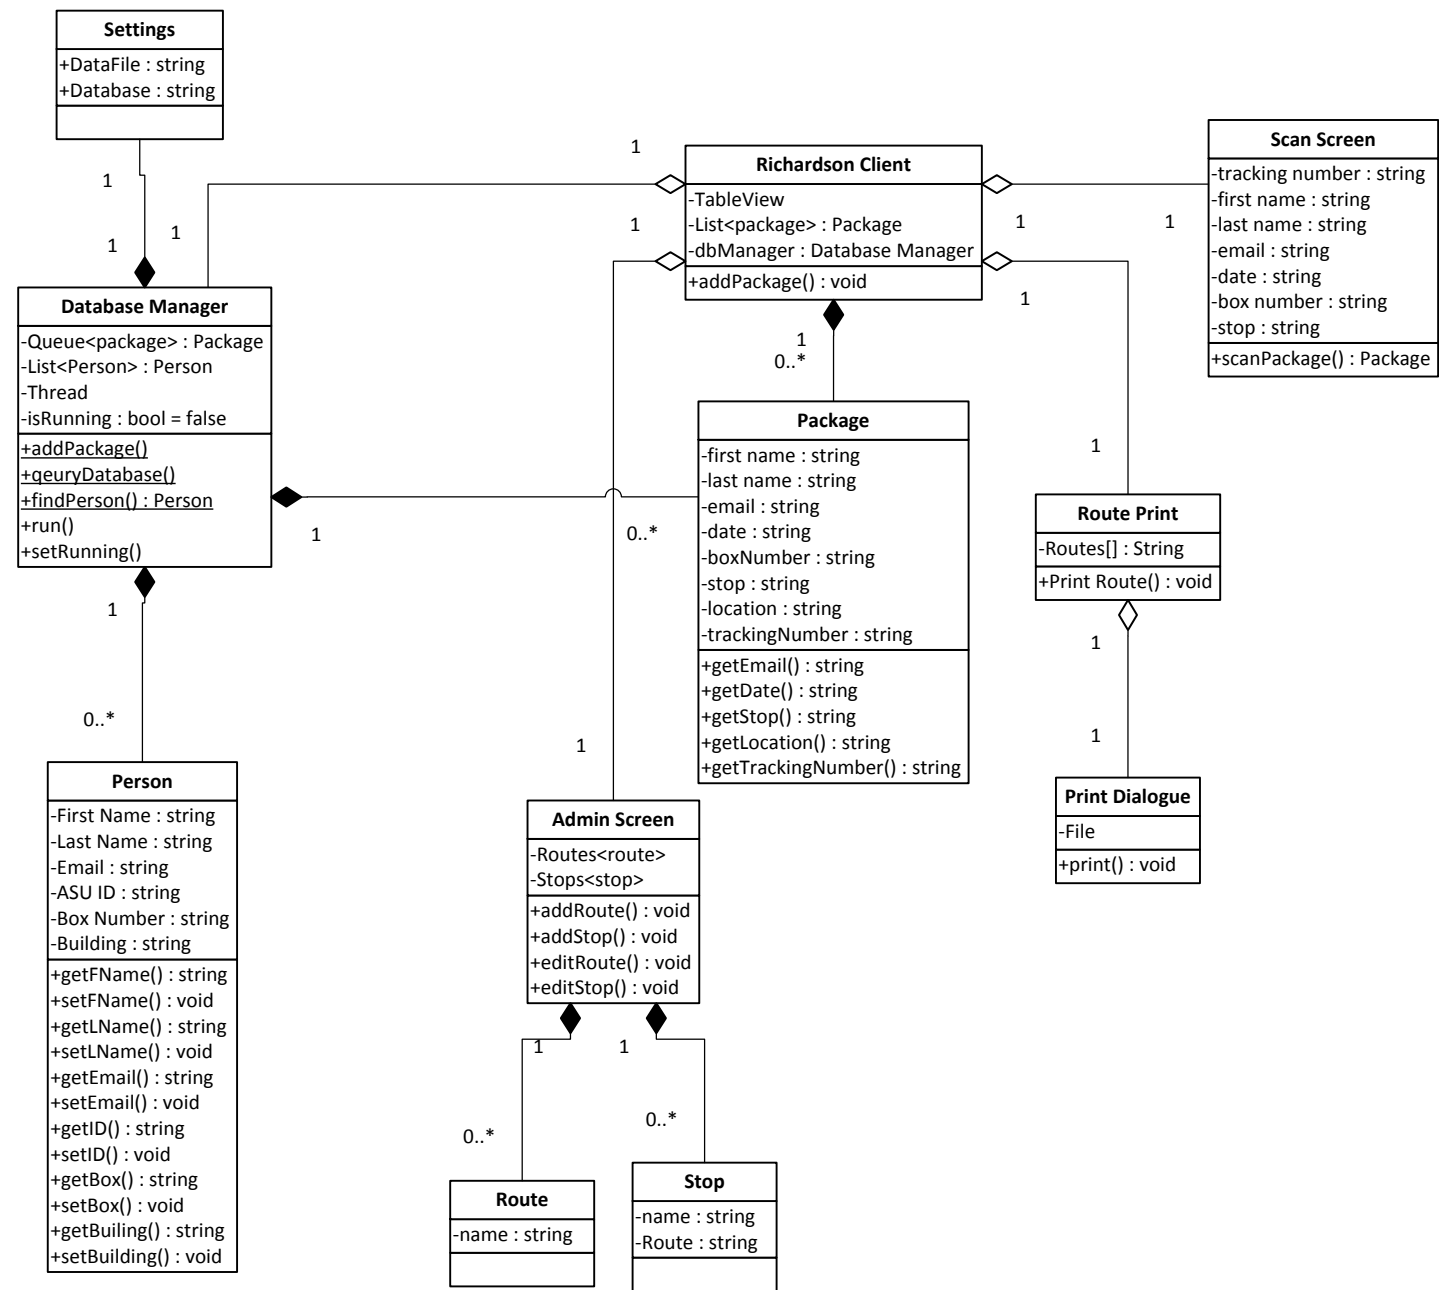 Settings
+DataFile : string
+Database : string
1
1
1
Richardson Client
-TableView
-List<package> : Package
-dbManager : Database Manager
+addPackage() : void
1
1
1
1
1
1
0..*
Scan Screen
-tracking number : string
-first name : string
-last name : string
-email : string
-date : string
-box number : string
-stop : string
+scanPackage() : Package
Database Manager
-Queue<package> : Package
-List<Person> : Person
-Thread
-isRunning : bool = false
+addPackage()
+qeuryDatabase()
+findPerson() : Person
+run()
+setRunning()
1
0..*
1
0..*
Package
-first name : string
-last name : string
-email : string
-date : string
-boxNumber : string
-stop : string
-location : string
-trackingNumber : string
+getEmail() : string
+getDate() : string
+getStop() : string
+getLocation() : string
+getTrackingNumber() : string
1
Route Print
-Routes[] : String
+Print Route() : void
1
1
Print Dialogue
-File
+print() : void
Person
-First Name : string
-Last Name : string
-Email : string
-ASU ID : string
-Box Number : string
-Building : string
+getFName() : string
+setFName() : void
+getLName() : string
+setLName() : void
+getEmail() : string
+setEmail() : void
+getID() : string
+setID() : void
+getBox() : string
+setBox() : void
+getBuiling() : string
+setBuilding() : void
1
Admin Screen
-Routes<route>
-Stops<stop>
+addRoute() : void
+addStop() : void
+editRoute() : void
+editStop() : void
1
1
0..*
0..*
Route
-name : string
Stop
-name : string
-Route : string